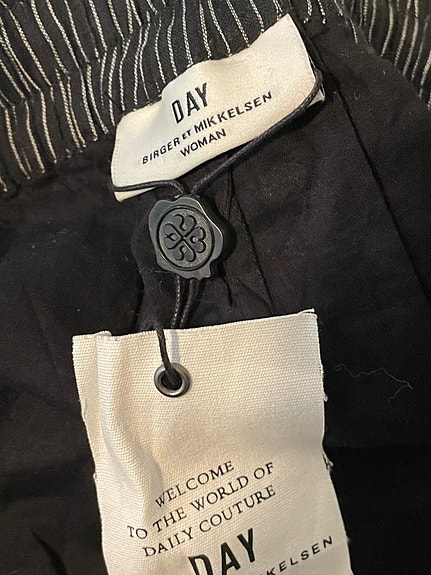 DAY
BIRGER ET MIKKELSEN
WOMAN
WELCOME
TO THE WORLD OF
DAILY COUTURE
DAY